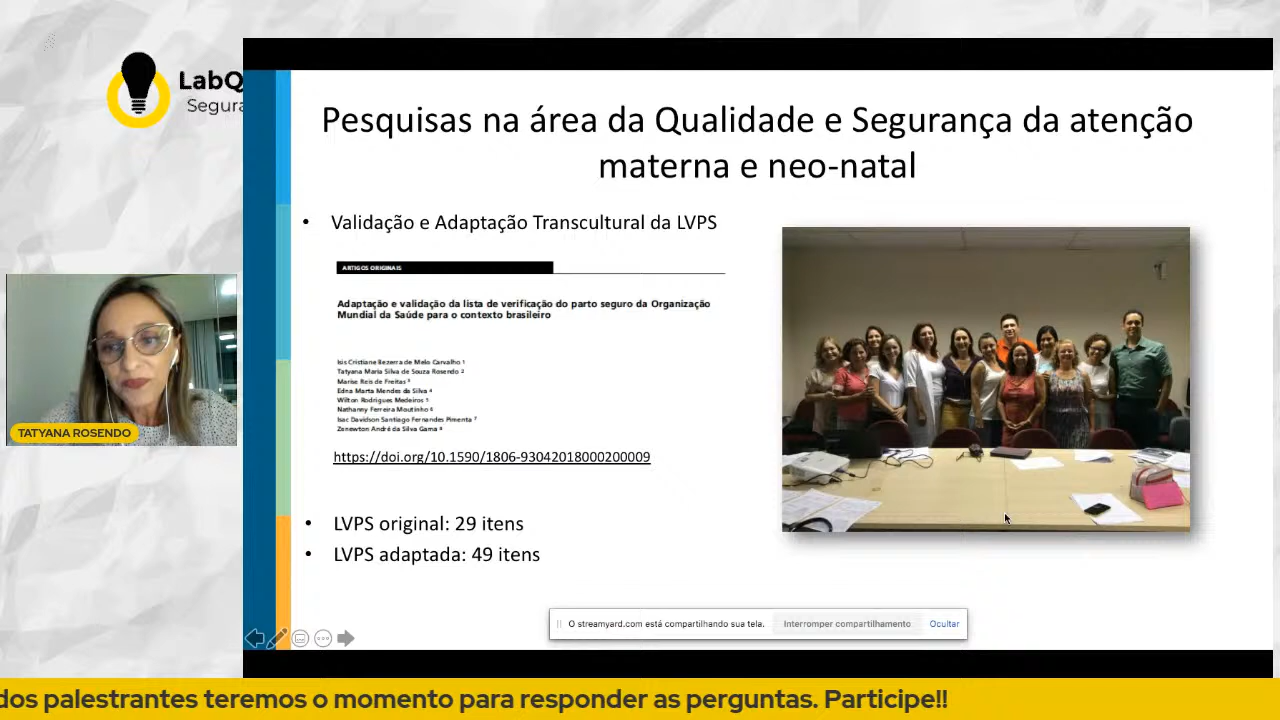 LabQ
Segura
Pesquisas na área da Qualidade e Segurança da atenção
materna e neo-natal
• Validação e Adaptação Transcultural da LVPS
ARTIGOS ORIGINAIS
Adaptação e validação da lista de verificação do parto seguro da Organização
Mundial da Saúde para o contexto brasileiro
Isis Cristiane Bezerra de Melo Carvalho 1
Tatyana Maria Silva de Souza Rosendo 2
Marise Reis de Freitas 3
Edna Marta Mendes da Silva 4
Wilton Rodrigues Medeiros 5
Nathanny Ferreira Moutinho 6
Isac Davidson Santiago Fernandes Pimenta 7
Zenewton André da Silva Gama 8
https://doi.org/10.1590/1806-93042018000200009
• LVPS original: 29 itens
• LVPS adaptada: 49 itens
TATYANA ROSENDO
O streamyard.com está compartilhando sua tela.
Interromper compartilhamento
Ocultar
dos palestrantes teremos o momento para responder as perguntas. Participe!!